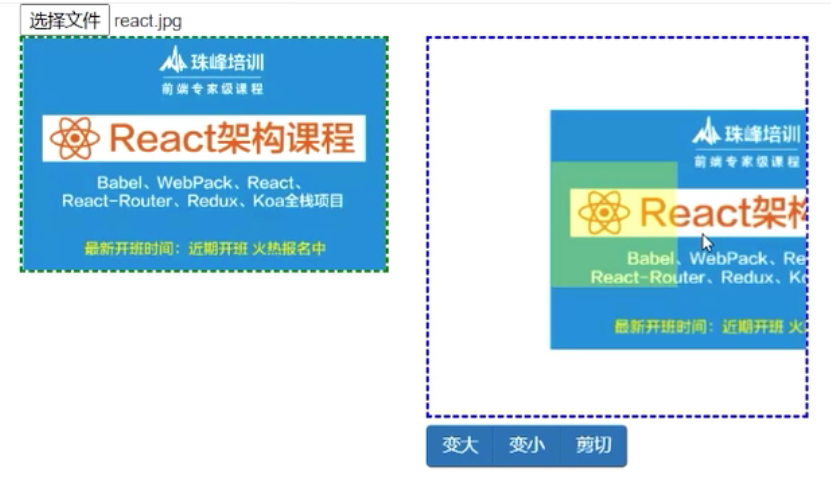 选择文件 react.jpg
珠峰培训
前端专家级课程
React架构课程
Babel、WebPack、React、
React-Router、Redux、Koa全栈项目
最新开班时间：近期开班 火热报名中
珠峰培训
前端专家级课程
React架构
Babel、WebPack、Re
React-Router、Redux、Ko
最新开班时间：近期开班 火
变大 变小 剪切